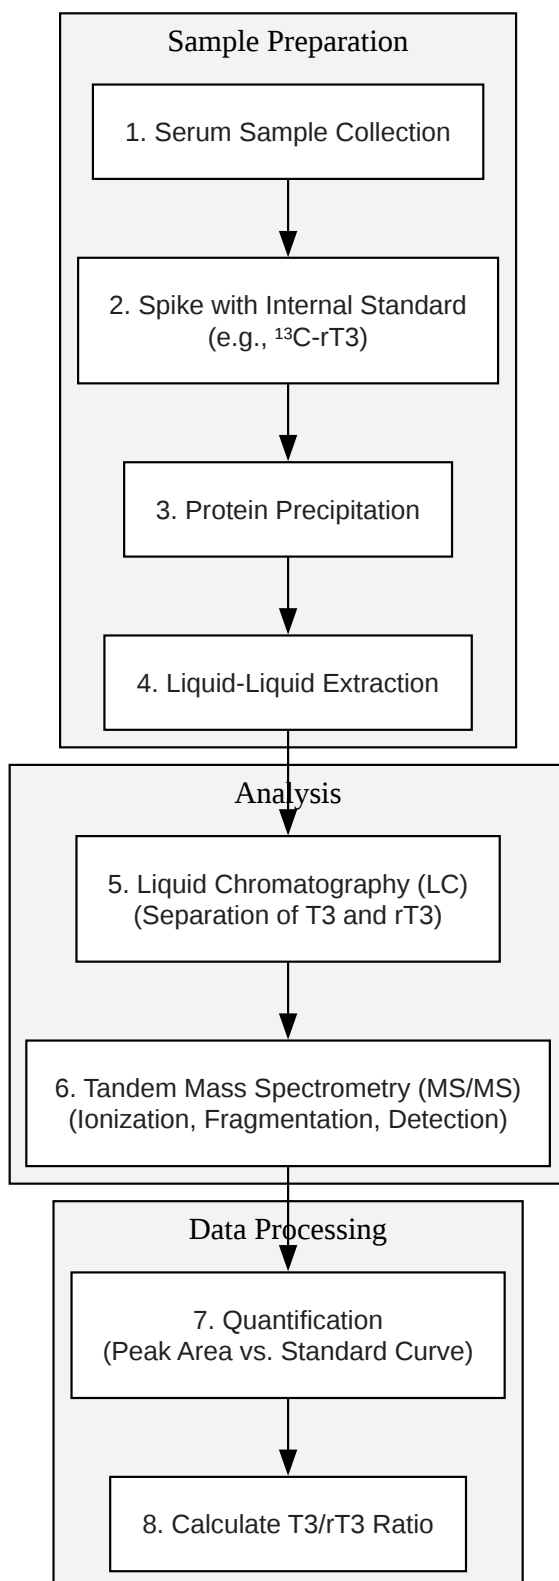 Sample Preparation
1. Serum Sample Collection
2. Spike with Internal Standard
(e.g., ¹³C-rT3)
3. Protein Precipitation
4. Liquid-Liquid Extraction
Analysis
5. Liquid Chromatography (LC)
(Separation of T3 and rT3)
6. Tandem Mass Spectrometry (MS/MS)
(Ionization, Fragmentation, Detection)
Data Processing
7. Quantification
(Peak Area vs. Standard Curve)
8. Calculate T3/rT3 Ratio